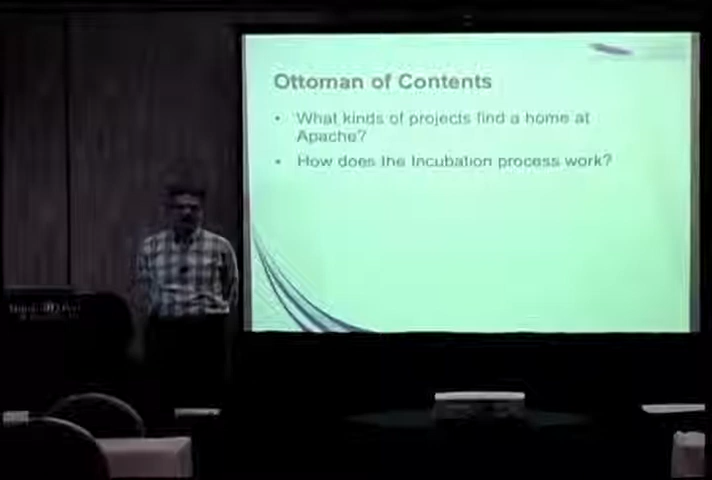 Ottoman of Contents
• What kinds of projects find a home at
Apache?
• How does the Incubation process work?